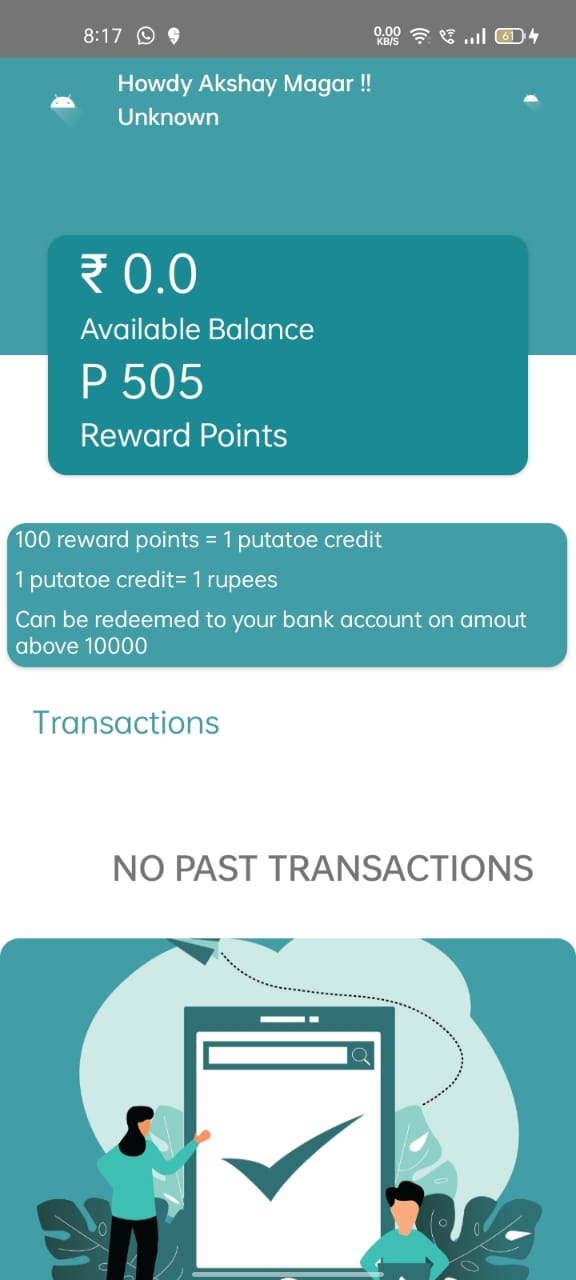 8:17
0.00
KB/S
61
Howdy Akshay Magar !!
Unknown
₹ 0.0
Available Balance
P 505
Reward Points
100 reward points = 1 putatoe credit
1 putatoe credit= 1 rupees
Can be redeemed to your bank account on amout
above 10000
Transactions
NO PAST TRANSACTIONS